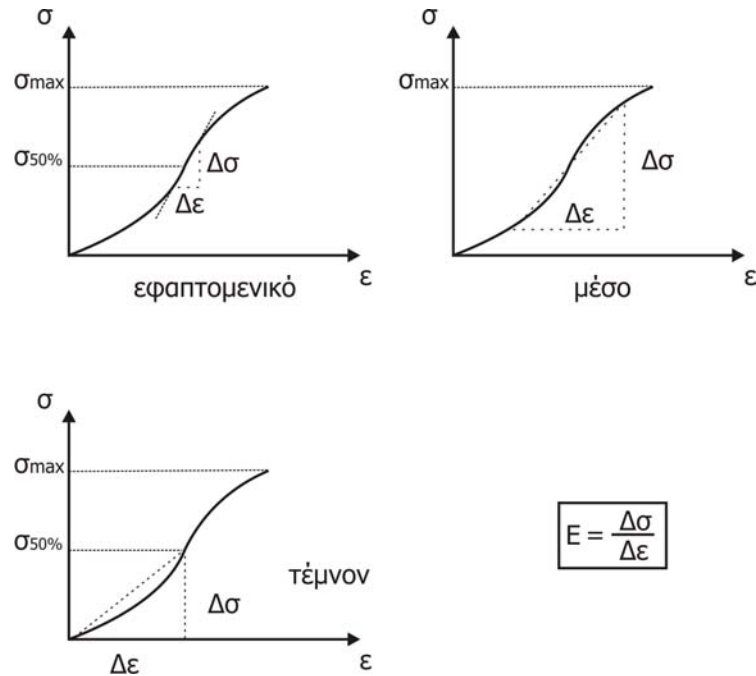 σ
σmax
σ50%
Δσ
Δε
ε
εφαπτομενικό
σ
σmax
Δσ
Δε
ε
μέσο
σ
σmax
σ50%
τέμνον
Δσ
Δε
ε
E = Δσ
Δε